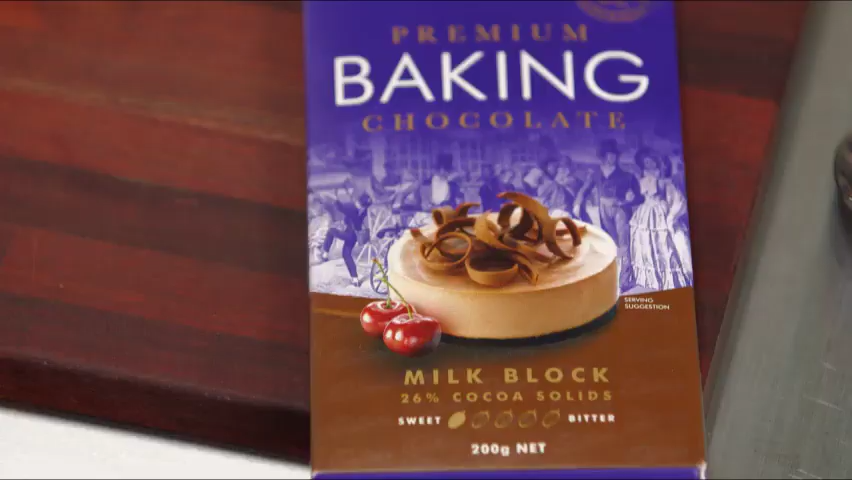 PREMIUM
BAKING
CHOCOLATE
SERVING
SUGGESTION
MILK BLOCK
26% COCOA SOLIDS
SWEET BITTER
200g NET